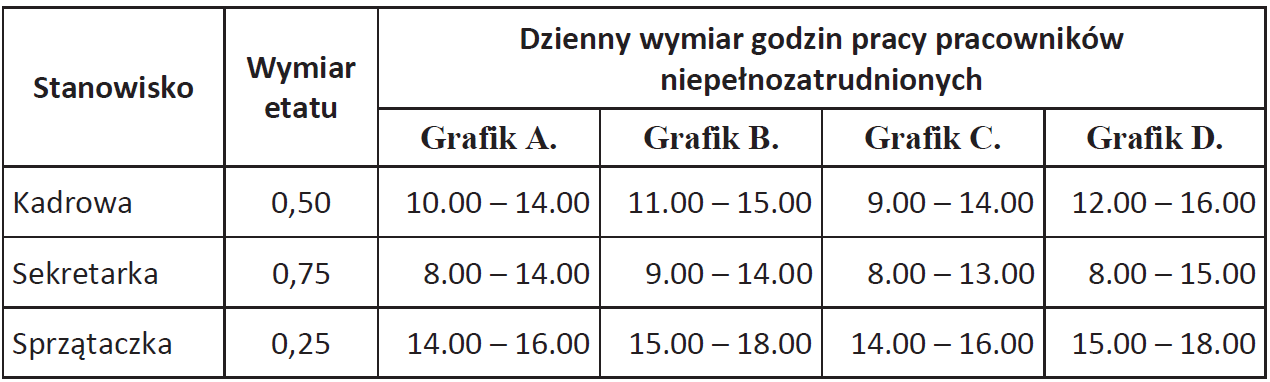 Stanowisko
Wymiar
etatu
Dzienny wymiar godzin pracy pracowników
niepełnozatrudnionych
Grafik A. Grafik B. Grafik C. Grafik D.
Kadrowa 0,50 10.00 – 14.00 11.00 – 15.00 9.00 – 14.00 12.00 – 16.00
Sekretarka 0,75 8.00 – 14.00 9.00 – 14.00 8.00 – 13.00 8.00 – 15.00
Sprzątaczka 0,25 14.00 – 16.00 15.00 – 18.00 14.00 – 16.00 15.00 – 18.00